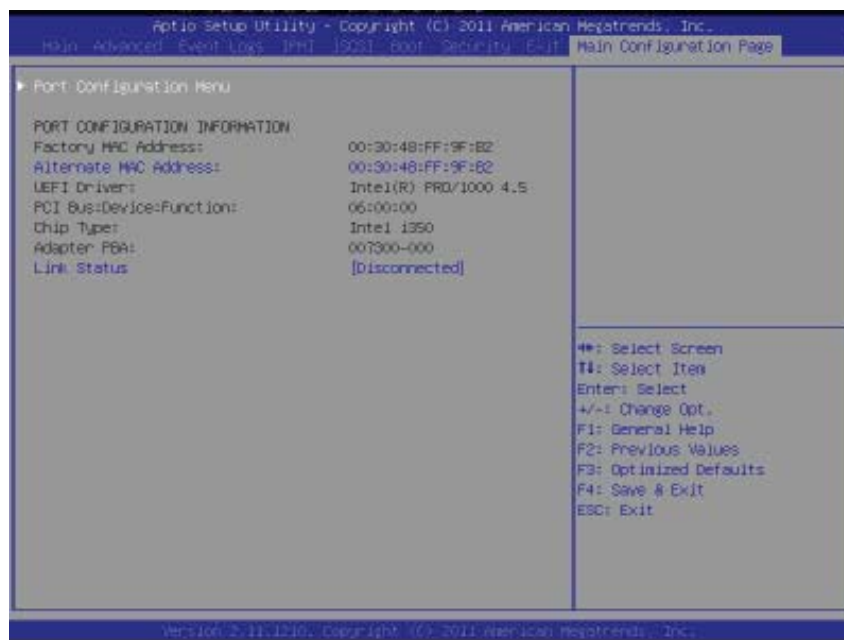 Aptio Setup Utility - Copyright (C) 2011 American Megatrends, Inc.
Main Advanced Event Logs IPMI iSCSI Boot Security Exit Main Configuration Page
Port Configuration Menu
PORT CONFIGURATION INFORMATION
Factory MAC Address: 00:30:48:FF:9F:B2
Alternate MAC Address: 00:30:48:FF:9F:B2
UEFI Driver: Intel(R) PRO/1000 4.5
PCI Bus:Device:Function: 06:00:00
Chip Type: Intel i350
Adapter PBA: 007300-000
Link Status [Disconnected]
: Select Screen
↑↓: Select Item
Enter: Select
+/-: Change Opt.
F1: General Help
F2: Previous Values
F3: Optimized Defaults
F4: Save & Exit
ESC: Exit
Version 2.11.1210. Copyright (C) 2011 American Megatrends, Inc.